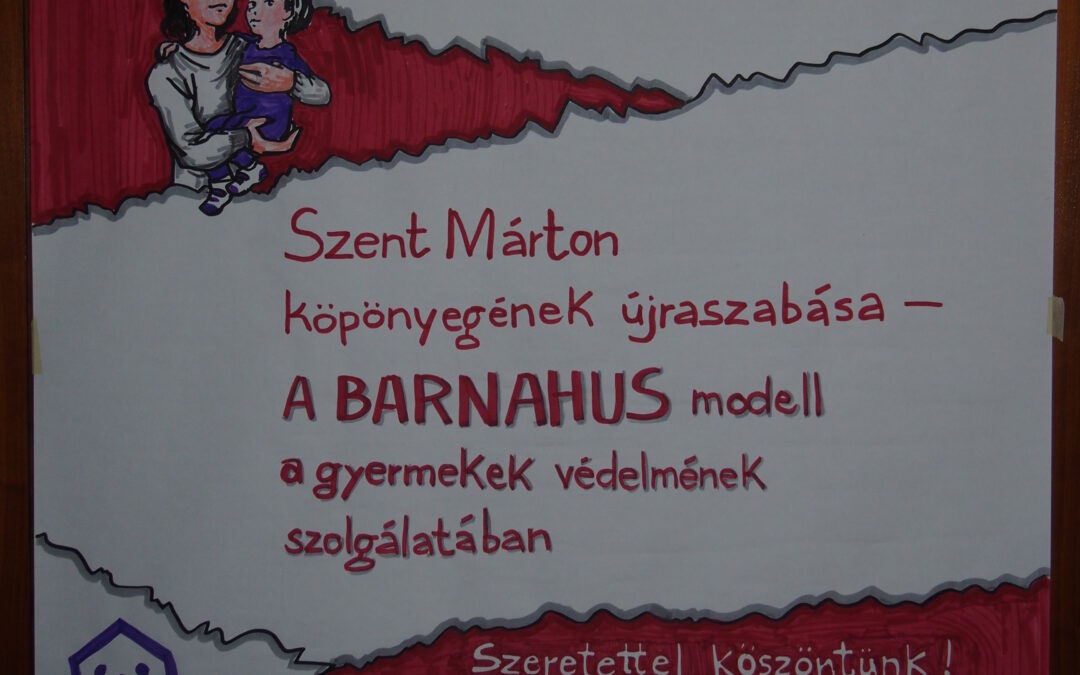 Szent Márton
köpönyegének újraszabása –
A BARNAHUS modell
a gyermekek védelmének
szolgálatában
Szeretettel köszöntünk!